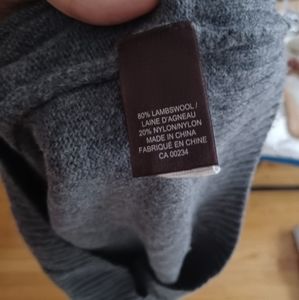 80% LAMBSWOOL /
LAINE D'AGNEAU
20% NYLON/NYLON
MADE IN CHINA
FABRIQUÉ EN CHINE
CA 00234